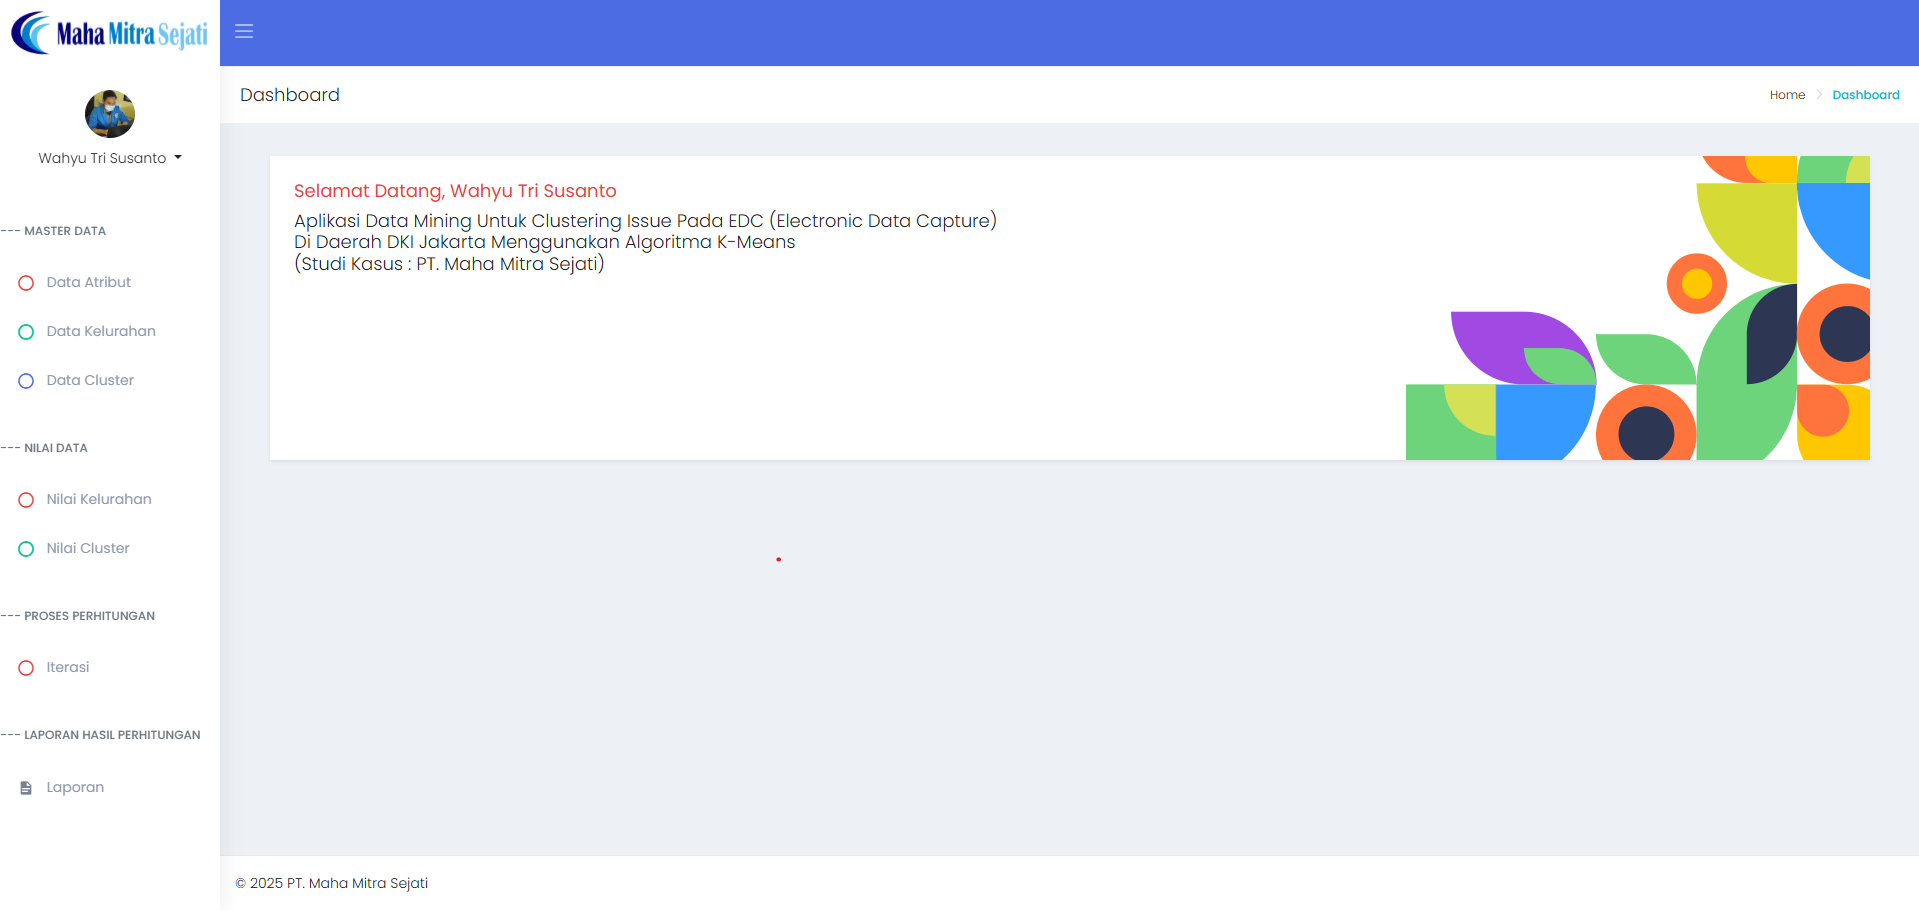 Maha Mitra Sejati
Wahyu Tri Susanto
--- MASTER DATA
Data Atribut
Data Kelurahan
Data Cluster
--- NILAI DATA
Nilai Kelurahan
Nilai Cluster
--- PROSES PERHITUNGAN
Iterasi
--- LAPORAN HASIL PERHITUNGAN
Laporan
Dashboard
Home
Dashboard
Selamat Datang, Wahyu Tri Susanto
Aplikasi Data Mining Untuk Clustering Issue Pada EDC (Electronic Data Capture)
Di Daerah DKI Jakarta Menggunakan Algoritma K-Means
(Studi Kasus : PT. Maha Mitra Sejati)
© 2025 PT. Maha Mitra Sejati